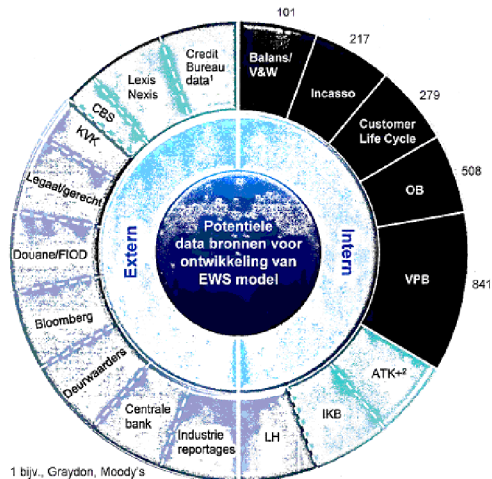 101
217
279
508
841
Balans/
V&W
Incasso
Customer
Life Cycle
OB
VPB
ATK+²
IKB
LH
Industrie
reportages
Centrale
bank
Deurwaarders
Bloomberg
Douane/FIOD
Legaal/gerecht
KVK
CBS
Lexis
Nexis
Credit
Bureau
data¹
Extern
Intern
Potentiele
data bronnen voor
ontwikkeling van
EWS model
1 bijv., Graydon, Moody's